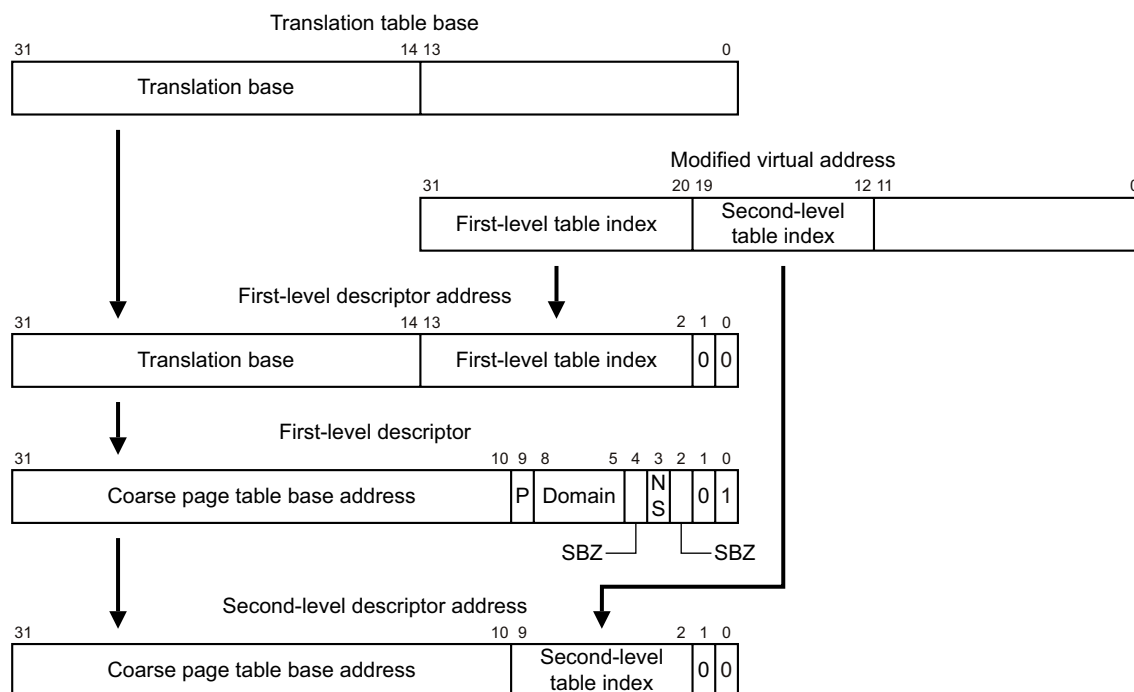 Translation table base
31 14 13 0
Translation base
Modified virtual address
31 20 19 12 11 0
First-level table index
Second-level
table index
First-level descriptor address
31 14 13 2 1 0
Translation base First-level table index 0 0
First-level descriptor
31 10 9 8 5 4 3 2 1 0
Coarse page table base address P Domain N S 0 1
SBZ SBZ
Second-level descriptor address
31 10 9 2 1 0
Coarse page table base address
Second-level
table index
0 0